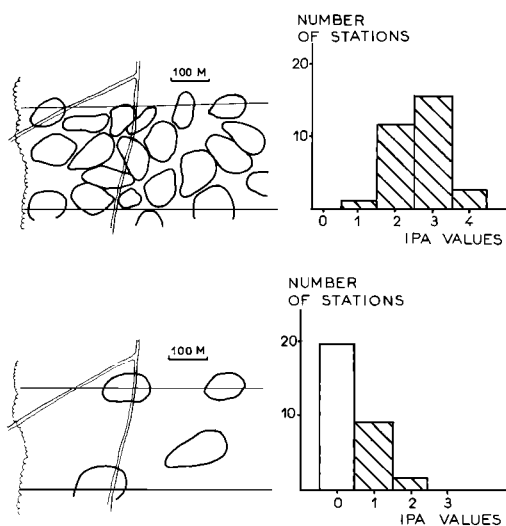 100 M
NUMBER
OF STATIONS
20
10
0 1 2 3 4
IPA VALUES
100 M
NUMBER
OF STATIONS
20
10
0 1 2 3
IPA VALUES